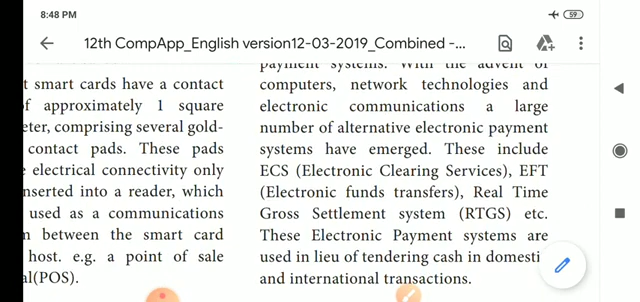 8:48 PM
59
12th CompApp_English version12-03-2019_Combined -...
t smart cards have a contact
f approximately 1 square
eter, comprising several gold-
contact pads. These pads
e electrical connectivity only
nserted into a reader, which
used as a communications
n between the smart card
host. e.g. a point of sale
al(POS).
payment systems. With the advent of
computers, network technologies and
electronic communications a large
number of alternative electronic payment
systems have emerged. These include
ECS (Electronic Clearing Services), EFT
(Electronic funds transfers), Real Time
Gross Settlement system (RTGS) etc.
These Electronic Payment systems are
used in lieu of tendering cash in domesti
and international transactions.